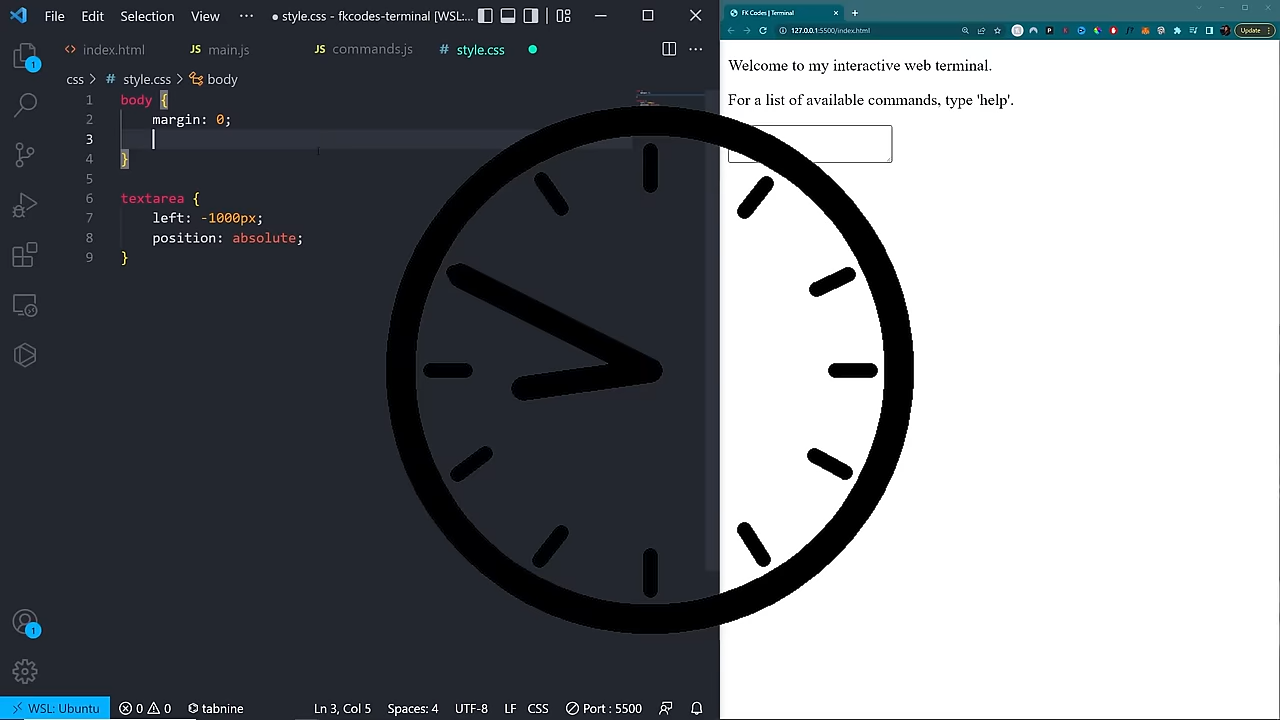 File Edit Selection View ··· ● style.css - fkcodes-terminal [WSL:...
index.html main.js commands.js # style.css ···
css > # style.css > body
1 body {
2 margin: 0;
3
4 }
5
6 textarea {
7 left: -1000px;
8 position: absolute;
9 }
1
1
WSL: Ubuntu 0 0 tabnine Ln 3, Col 5 Spaces: 4 UTF-8 LF CSS Port : 5500
FK Codes | Terminal
127.0.0.1:5500/index.html Update
Welcome to my interactive web terminal.
For a list of available commands, type 'help'.